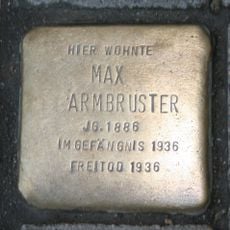 HIER WOHNTE
MAX
ARMBRUSTER
JG. 1886
IM GEFÄNGNIS 1936
FREITOD 1936